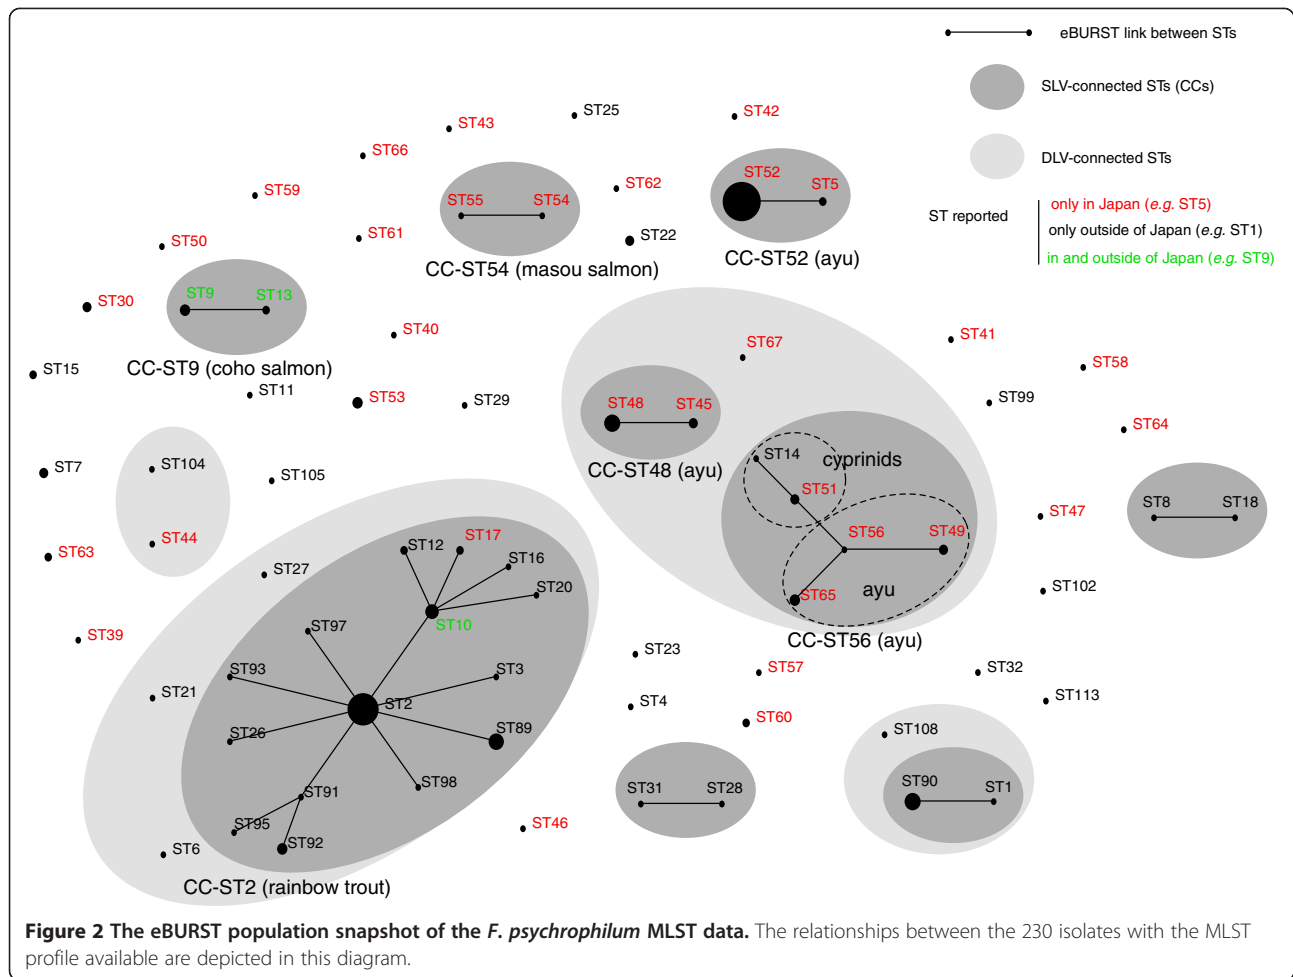 eBURST link between STs
SLV-connected STs (CCs)
DLV-connected STs
ST reported
only in Japan (e.g. ST5)
only outside of Japan (e.g. ST1)
in and outside of Japan (e.g. ST9)
ST25
ST42
ST43
ST66
ST59
ST62
ST55
ST54
ST52
ST5
ST50
ST61
ST22
CC-ST54 (masou salmon)
CC-ST52 (ayu)
ST9
ST13
ST30
CC-ST9 (coho salmon)
ST40
ST67
ST41
ST58
ST15
ST11
ST53
ST29
ST48
ST45
ST99
ST64
CC-ST48 (ayu)
ST14
cyprinids
ST51
ST7
ST104
ST105
ST44
ST63
ST56
ST49
ST65
ayu
CC-ST56 (ayu)
ST47
ST8
ST18
ST102
ST27
ST12
ST17
ST16
ST20
ST10
ST97
ST39
ST93
ST3
ST21
ST2
ST26
ST89
ST91
ST98
ST95
ST92
ST6
CC-ST2 (rainbow trout)
ST23
ST57
ST4
ST60
ST32
ST113
ST108
ST31
ST28
ST90
ST1
ST46
Figure 2 The eBURST population snapshot of the F. psychrophilum MLST data. The relationships between the 230 isolates with the MLST
profile available are depicted in this diagram.